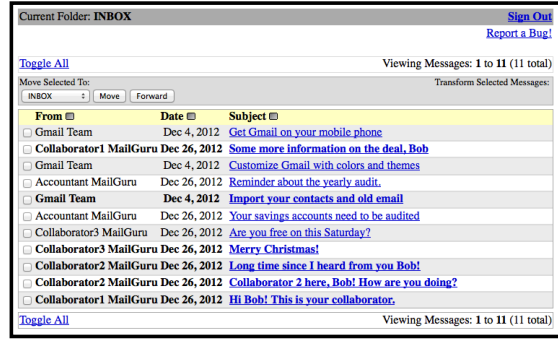 Current Folder: INBOX Sign Out
Report a Bug!
Toggle All Viewing Messages: 1 to 11 (11 total)
Move Selected To: Transform Selected Messages:
INBOX Move Forward
From Date Subject
Gmail Team Dec 4, 2012 Get Gmail on your mobile phone
Collaborator1 MailGuru Dec 26, 2012 Some more information on the deal, Bob
Gmail Team Dec 4, 2012 Customize Gmail with colors and themes
Accountant MailGuru Dec 26, 2012 Reminder about the yearly audit.
Gmail Team Dec 4, 2012 Import your contacts and old email
Accountant MailGuru Dec 26, 2012 Your savings accounts need to be audited
Collaborator3 MailGuru Dec 26, 2012 Are you free on this Saturday?
Collaborator3 MailGuru Dec 26, 2012 Merry Christmas!
Collaborator2 MailGuru Dec 26, 2012 Long time since I heard from you Bob!
Collaborator2 MailGuru Dec 26, 2012 Collaborator 2 here, Bob! How are you doing?
Collaborator1 MailGuru Dec 26, 2012 Hi Bob! This is your collaborator.
Toggle All Viewing Messages: 1 to 11 (11 total)